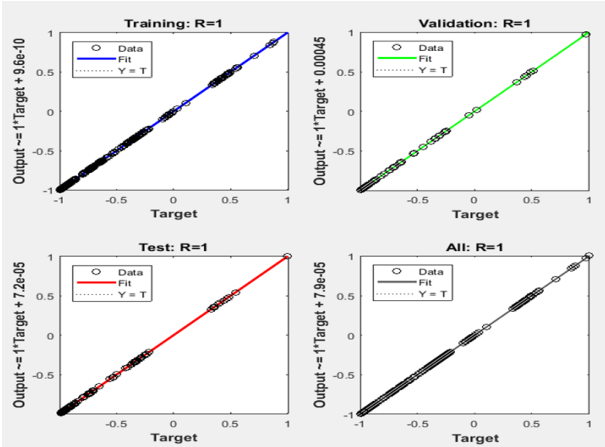 Training: R=1
Output ~= 1*Target + 9.6e-10
1
0.5
0
-0.5
-1
Data
Fit
Y = T
-1
-0.5
0
0.5
1
Target
Validation: R=1
Output ~= 1*Target + 0.00045
1
0.5
0
-0.5
-1
Data
Fit
Y = T
-1
-0.5
0
0.5
1
Target
Test: R=1
Output ~= 1*Target + 7.2e-05
1
0.5
0
-0.5
-1
Data
Fit
Y = T
-1
-0.5
0
0.5
1
Target
All: R=1
Output ~= 1*Target + 7.9e-05
1
0.5
0
-0.5
-1
Data
Fit
Y = T
-1
-0.5
0
0.5
1
Target